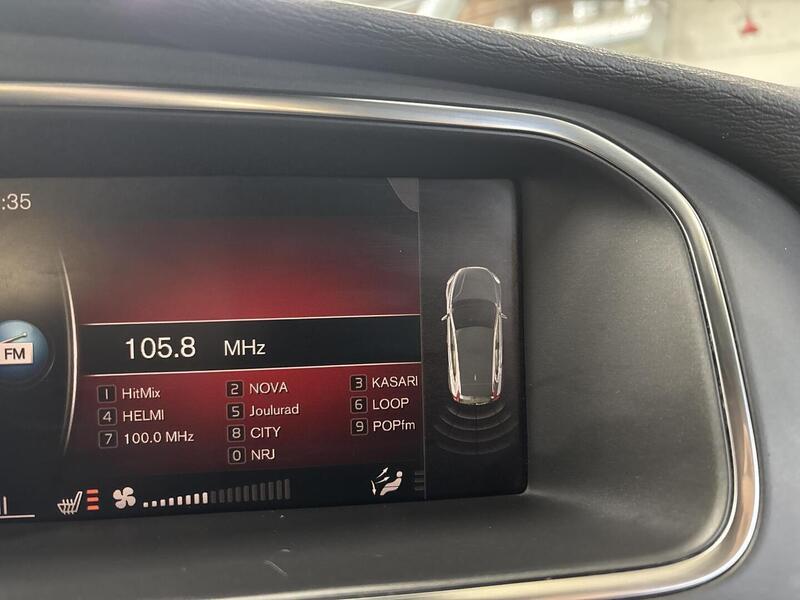 :35
FM
105.8 MHz
1 HitMix 2 NOVA 3 KASARI
4 HELMI 5 Joulurad 6 LOOP
7 100.0 MHz 8 CITY 9 POPfm
0 NRJ